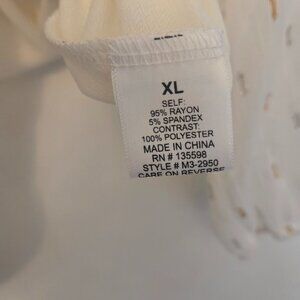 XL
SELF:
95% RAYON
5% SPANDEX
CONTRAST:
100% POLYESTER
MADE IN CHINA
RN # 135598
STYLE # M3-2950
CARE ON REVERSE